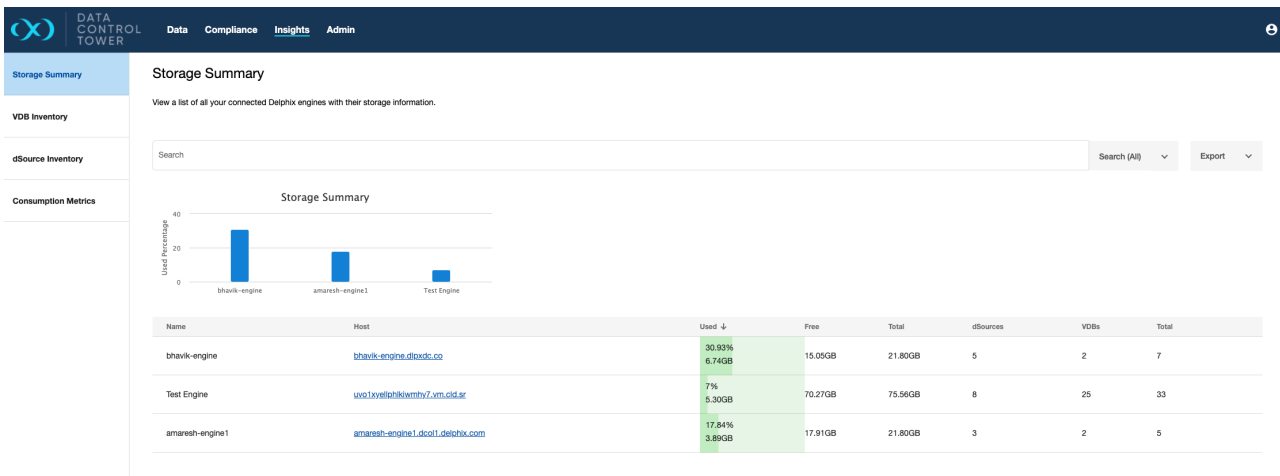 DATA
CONTROL
TOWER
Data Compliance Insights Admin
Storage Summary
VDB Inventory
dSource Inventory
Consumption Metrics
Storage Summary
View a list of all your connected Delphix engines with their storage information.
Search
Search (All)
Export
Storage Summary
Used Percentage
40
20
0
bhavik-engine amaresh-engine1 Test Engine
Name Host Used ↓ Free Total dSources VDBs Total
bhavik-engine bhavik-engine.dlpxdc.co 30.93% 15.05GB 21.80GB 5 2 7
6.74GB
Test Engine uvo1xyeliphlkiwmhy7.vm.cld.sr 7% 70.27GB 75.56GB 8 25 33
5.30GB
amaresh-engine1 amaresh-engine1.dcol1.delphix.com 17.84% 17.91GB 21.80GB 3 2 5
3.89GB